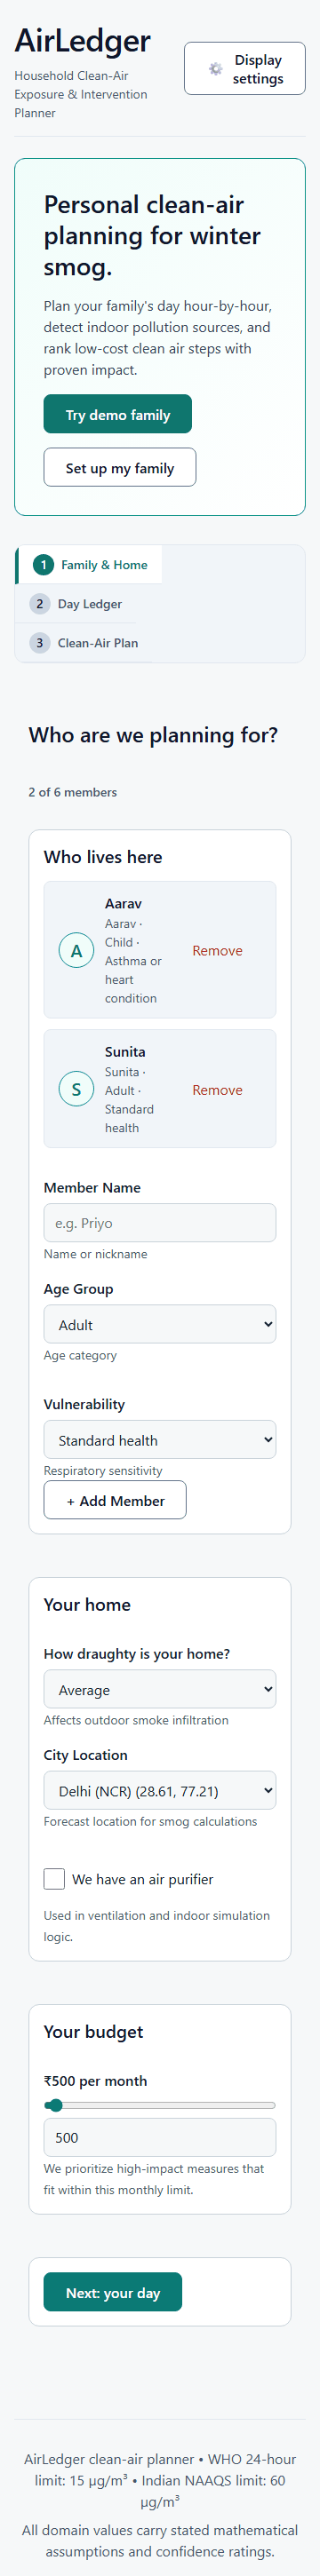 AirLedger
Household Clean-Air
Exposure & Intervention
Planner
Display
settings
Personal clean-air
planning for winter
smog.
Plan your family's day hour-by-hour,
detect indoor pollution sources, and
rank low-cost clean air steps with
proven impact.
Try demo family
Set up my family
1 Family & Home
2 Day Ledger
3 Clean-Air Plan
Who are we planning for?
2 of 6 members
Who lives here
A
Aarav
Aarav ·
Child ·
Asthma or
heart
condition
Remove
S
Sunita
Sunita ·
Adult ·
Standard
health
Remove
Member Name
e.g. Priyo
Name or nickname
Age Group
Adult
Age category
Vulnerability
Standard health
Respiratory sensitivity
+ Add Member
Your home
How draughty is your home?
Average
Affects outdoor smoke infiltration
City Location
Delhi (NCR) (28.61, 77.21)
Forecast location for smog calculations
We have an air purifier
Used in ventilation and indoor simulation
logic.
Your budget
₹500 per month
500
We prioritize high-impact measures that
fit within this monthly limit.
Next: your day
AirLedger clean-air planner • WHO 24-hour
limit: 15 µg/m³ • Indian NAAQS limit: 60
µg/m³
All domain values carry stated mathematical
assumptions and confidence ratings.